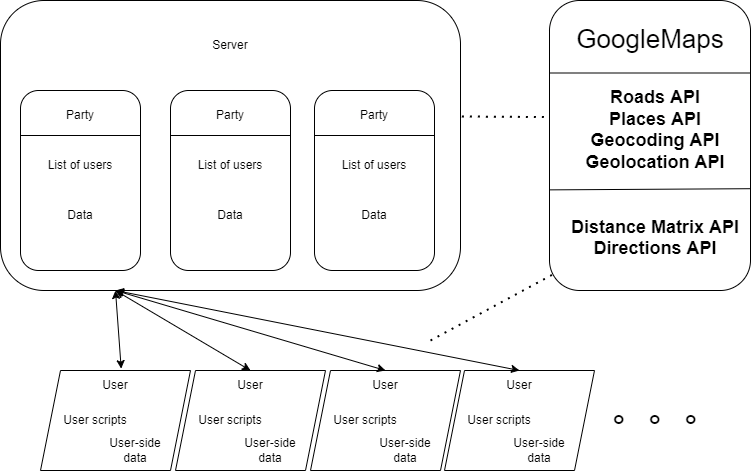 Server
GoogleMaps
Party
Party
Party
List of users
List of users
List of users
Data
Data
Data
Roads API
Places API
Geocoding API
Geolocation API
Distance Matrix API
Directions API
User
User scripts
User-side
data
User
User scripts
User-side
data
User
User scripts
User-side
data
User
User scripts
User-side
data